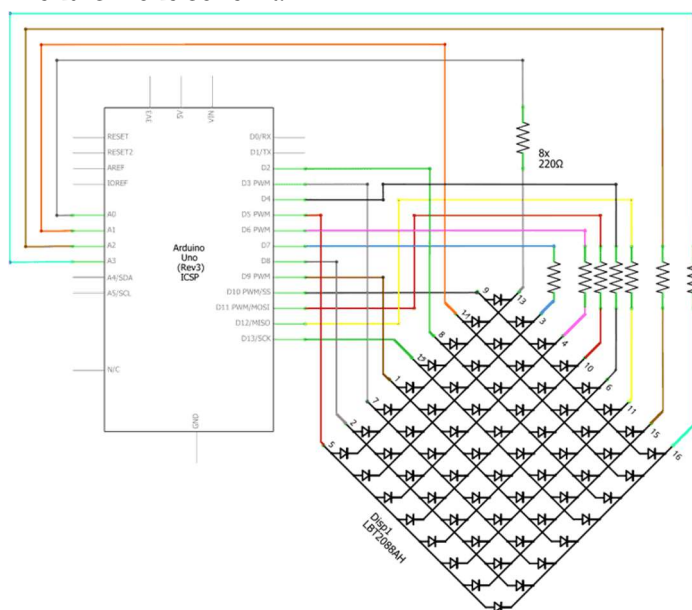 3V3
5V
VIN
RESET
RESET2
AREF
IOREF
A0
A1
A2
A3
A4/SDA
A5/SCL
N/C
GND
Arduino
Uno
(Rev3)
ICSP
D0/RX
D1/TX
D2
D3 PWM
D4
D5 PWM
D6 PWM
D7
D8
D9 PWM
D10 PWM/SS
D11 PWM/MOSI
D12/MISO
D13/SCK
8x
220Ω
9
14
8
12
1
7
2
5
13
3
4
10
6
11
15
16
Disp1
LBT2088AH